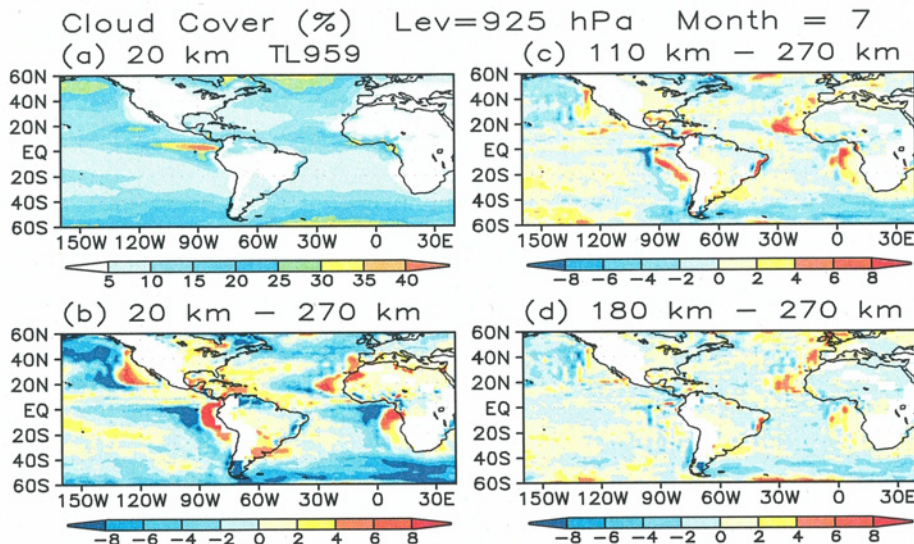 Cloud Cover (%) Lev=925 hPa Month = 7
(a) 20 km TL959
60N
40N
20N
EQ
20S
40S
60S
150W 120W 90W 60W 30W 0 30E
5 10 15 20 25 30 35 40
(c) 110 km – 270 km
60N
40N
20N
EQ
20S
40S
60S
150W 120W 90W 60W 30W 0 30E
-8 -6 -4 -2 0 2 4 6 8
(b) 20 km – 270 km
60N
40N
20N
EQ
20S
40S
60S
150W 120W 90W 60W 30W 0 30E
-8 -6 -4 -2 0 2 4 6 8
(d) 180 km – 270 km
60N
40N
20N
EQ
20S
40S
60S
150W 120W 90W 60W 30W 0 30E
-8 -6 -4 -2 0 2 4 6 8